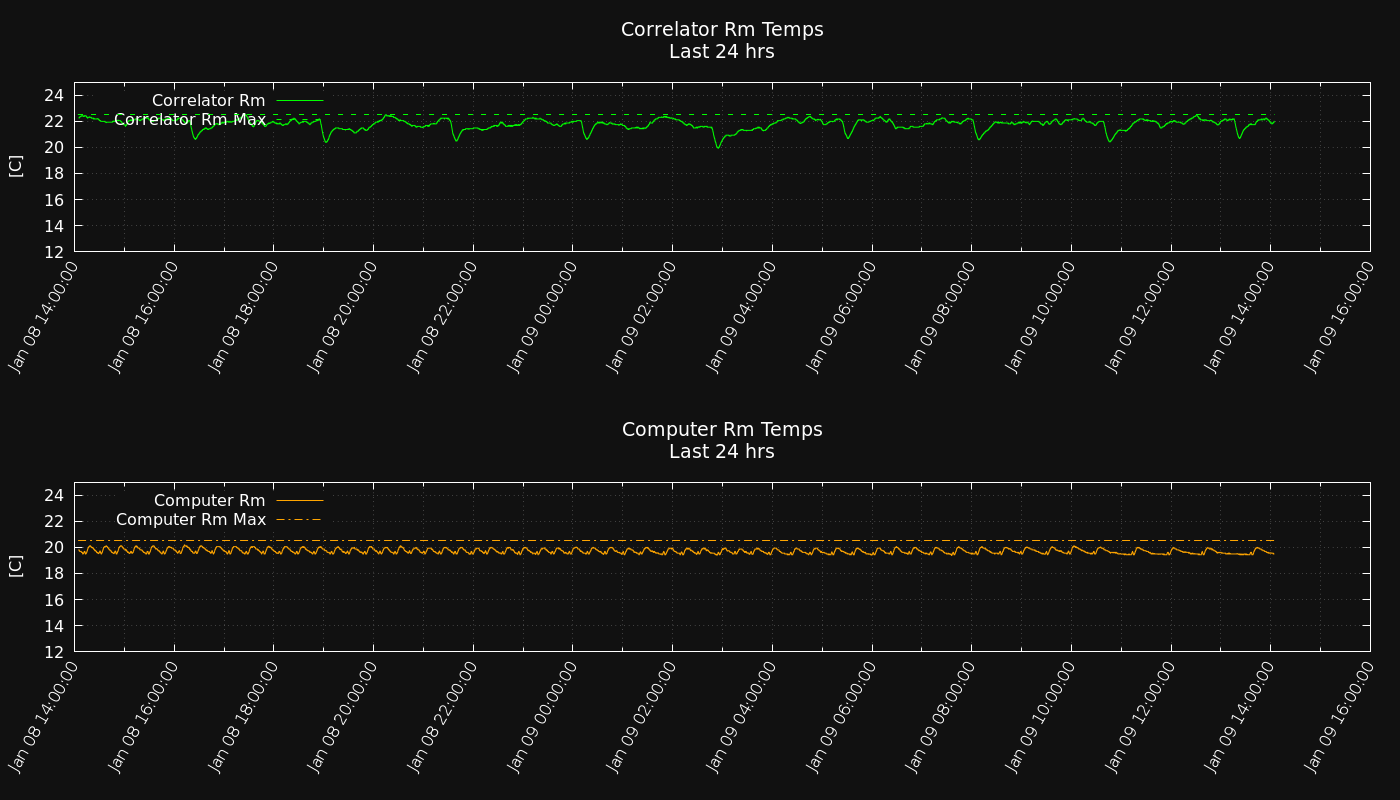 Correlator Rm Temps
Last 24 hrs
Correlator Rm
Correlator Rm Max
[C]
24
22
20
18
16
14
12
Jan 08 14:00:00
Jan 08 16:00:00
Jan 08 18:00:00
Jan 08 20:00:00
Jan 08 22:00:00
Jan 09 00:00:00
Jan 09 02:00:00
Jan 09 04:00:00
Jan 09 06:00:00
Jan 09 08:00:00
Jan 09 10:00:00
Jan 09 12:00:00
Jan 09 14:00:00
Jan 09 16:00:00
Computer Rm Temps
Last 24 hrs
Computer Rm
Computer Rm Max
[C]
24
22
20
18
16
14
12
Jan 08 14:00:00
Jan 08 16:00:00
Jan 08 18:00:00
Jan 08 20:00:00
Jan 08 22:00:00
Jan 09 00:00:00
Jan 09 02:00:00
Jan 09 04:00:00
Jan 09 06:00:00
Jan 09 08:00:00
Jan 09 10:00:00
Jan 09 12:00:00
Jan 09 14:00:00
Jan 09 16:00:00